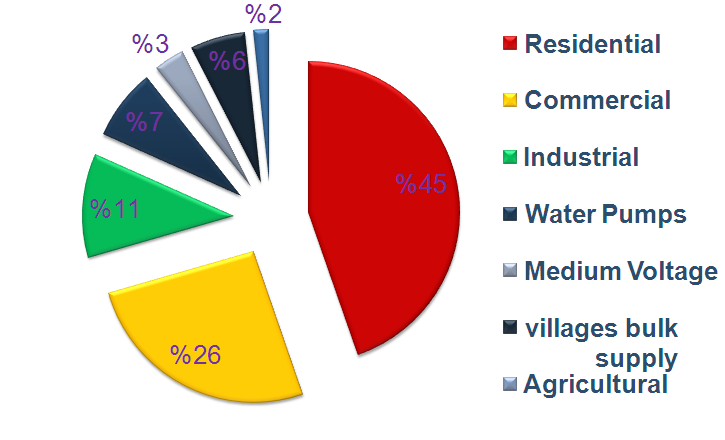 %2
%3
%6
%7
%11
%26
%45
Residential
Commercial
Industrial
Water Pumps
Medium Voltage
villages bulk
supply
Agricultural